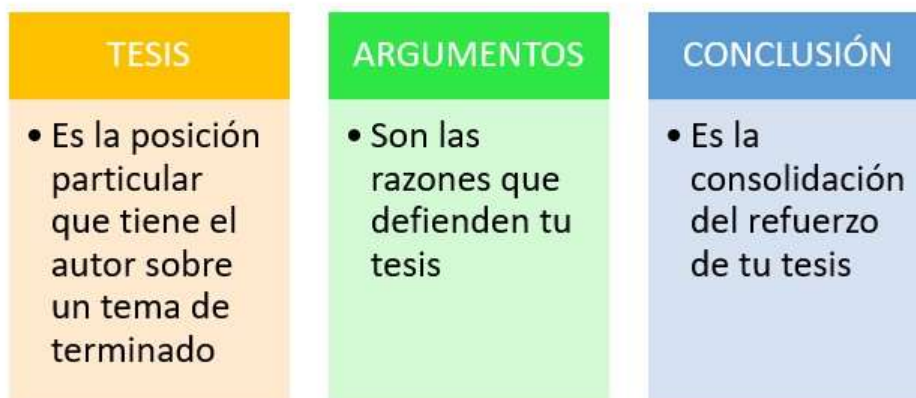 TESIS
• Es la posición
particular
que tiene el
autor sobre
un tema de
terminado
ARGUMENTOS
• Son las
razones que
defienden tu
tesis
CONCLUSIÓN
• Es la
consolidación
del refuerzo
de tu tesis